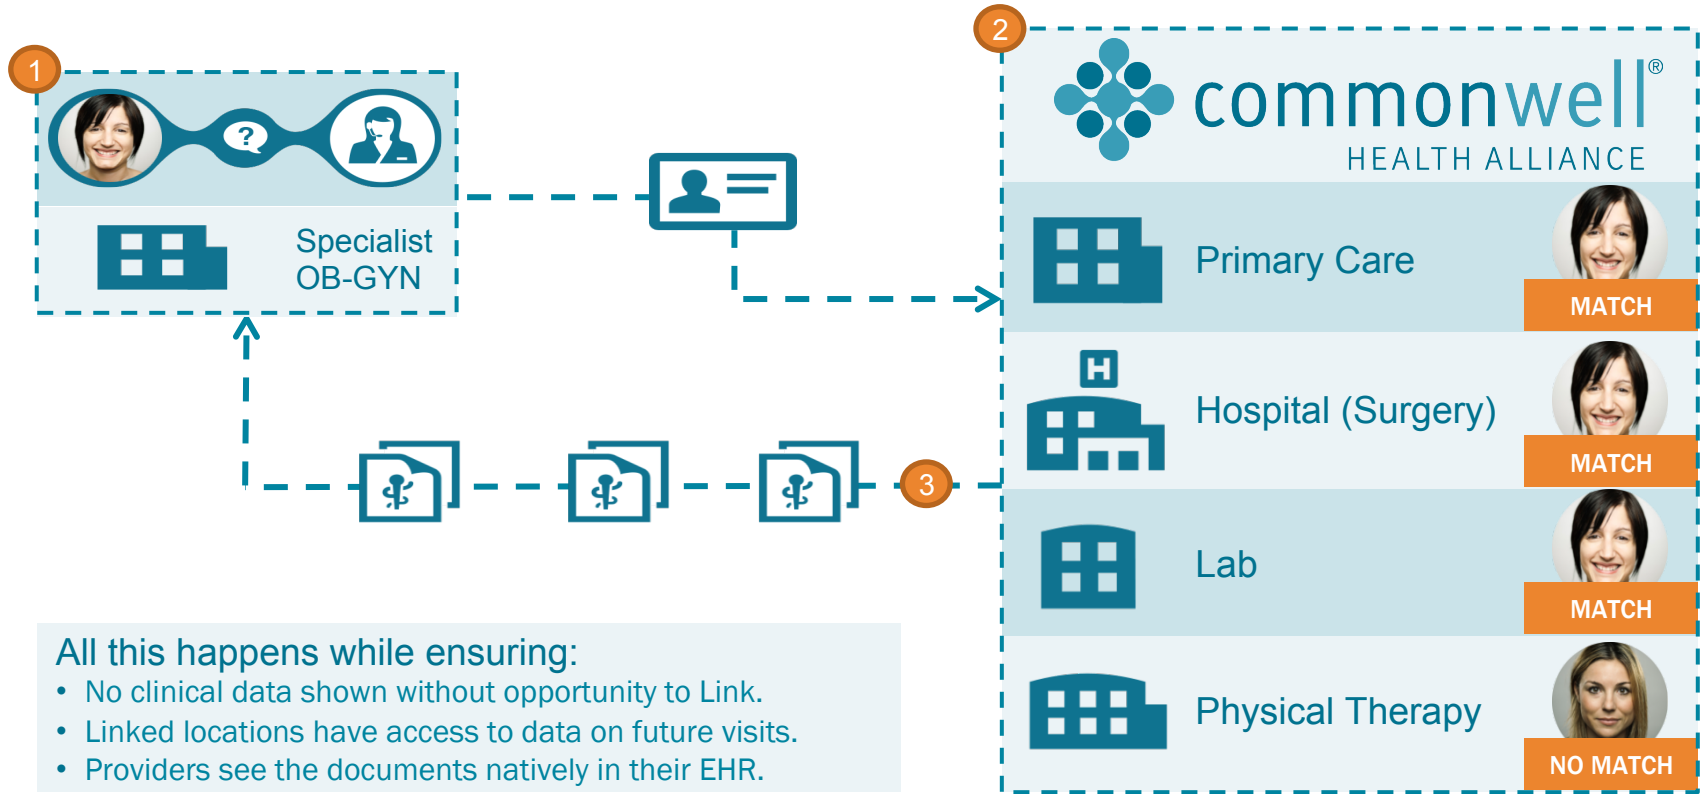 1
?
Specialist
OB-GYN
2
commonwell®
HEALTH ALLIANCE
Primary Care
MATCH
H
Hospital (Surgery)
MATCH
3
Lab
MATCH
Physical Therapy
NO MATCH
All this happens while ensuring:
• No clinical data shown without opportunity to Link.
• Linked locations have access to data on future visits.
• Providers see the documents natively in their EHR.